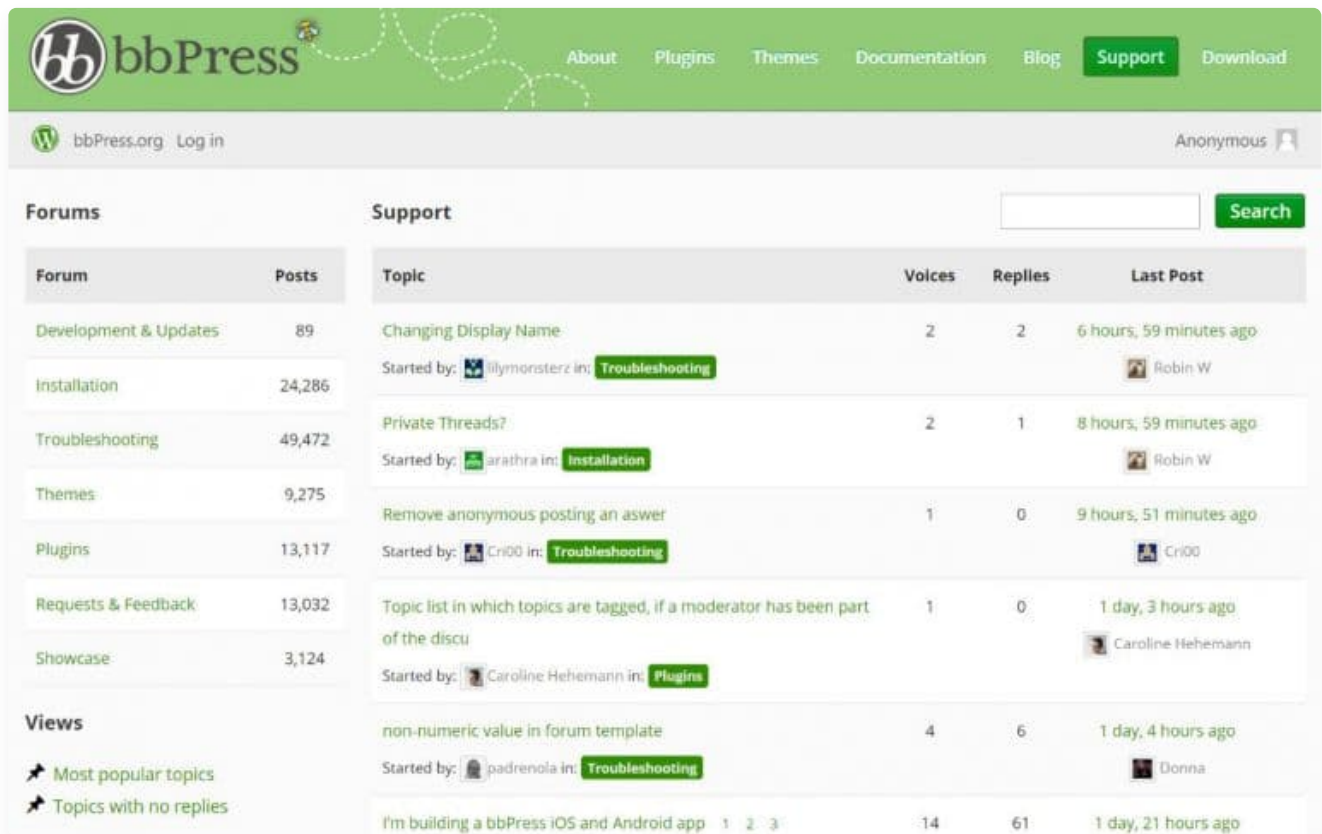 bb bbPress
About Plugins Themes Documentation Blog Support Download
bbPress.org Log in
Anonymous
Forums
Forum Posts
Development & Updates 89
Installation 24,286
Troubleshooting 49,472
Themes 9,275
Plugins 13,117
Requests & Feedback 13,032
Showcase 3,124
Views
Most popular topics
Topics with no replies
Support
Search
Topic Voices Replies Last Post
Changing Display Name 2 2 6 hours, 59 minutes ago
Started by: lilymonsterz in: Troubleshooting Robin W
Private Threads? 2 1 8 hours, 59 minutes ago
Started by: arathra in: Installation Robin W
Remove anonymous posting an aswer 1 0 9 hours, 51 minutes ago
Started by: Cri00 in: Troubleshooting Cri00
Topic list in which topics are tagged, if a moderator has been part 1 0 1 day, 3 hours ago
of the discu Caroline Hehemann
Started by: Caroline Hehemann in: Plugins
non-numeric value in forum template 4 6 1 day, 4 hours ago
Started by: padrenola in: Troubleshooting Donna
I'm building a bbPress iOS and Android app 1 2 3 14 61 1 day, 21 hours ago